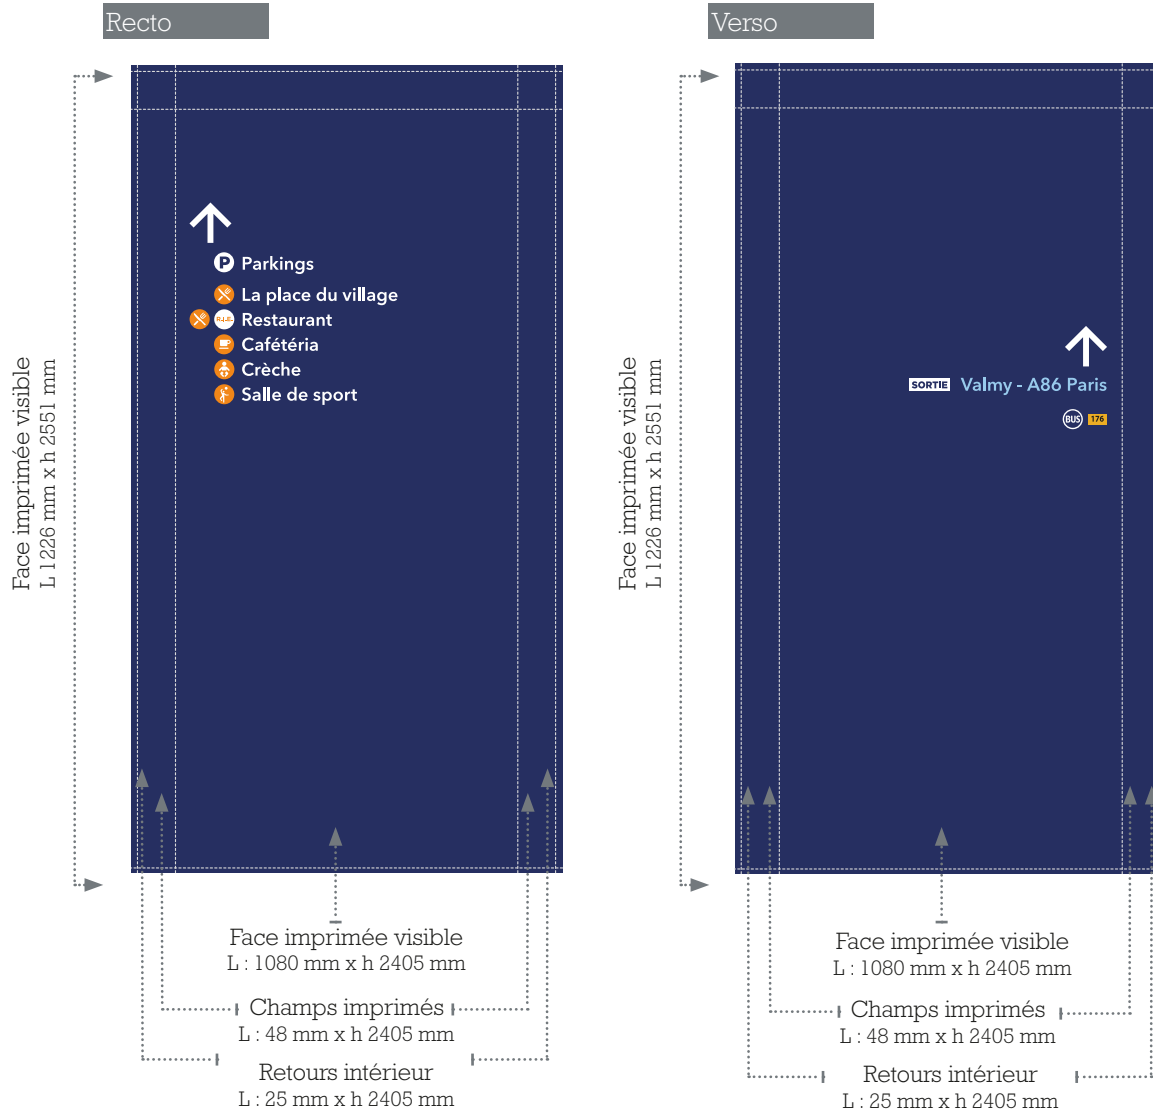 Recto
Face imprimée visible
L 1226 mm x h 2551 mm
P Parkings
La place du village
R.I.E. Restaurant
Cafétéria
Crèche
Salle de sport
Face imprimée visible
L : 1080 mm x h 2405 mm
Champs imprimés
L : 48 mm x h 2405 mm
Retours intérieur
L : 25 mm x h 2405 mm
Verso
Face imprimée visible
L 1226 mm x h 2551 mm
SORTIE Valmy - A86 Paris
BUS 176
Face imprimée visible
L : 1080 mm x h 2405 mm
Champs imprimés
L : 48 mm x h 2405 mm
Retours intérieur
L : 25 mm x h 2405 mm